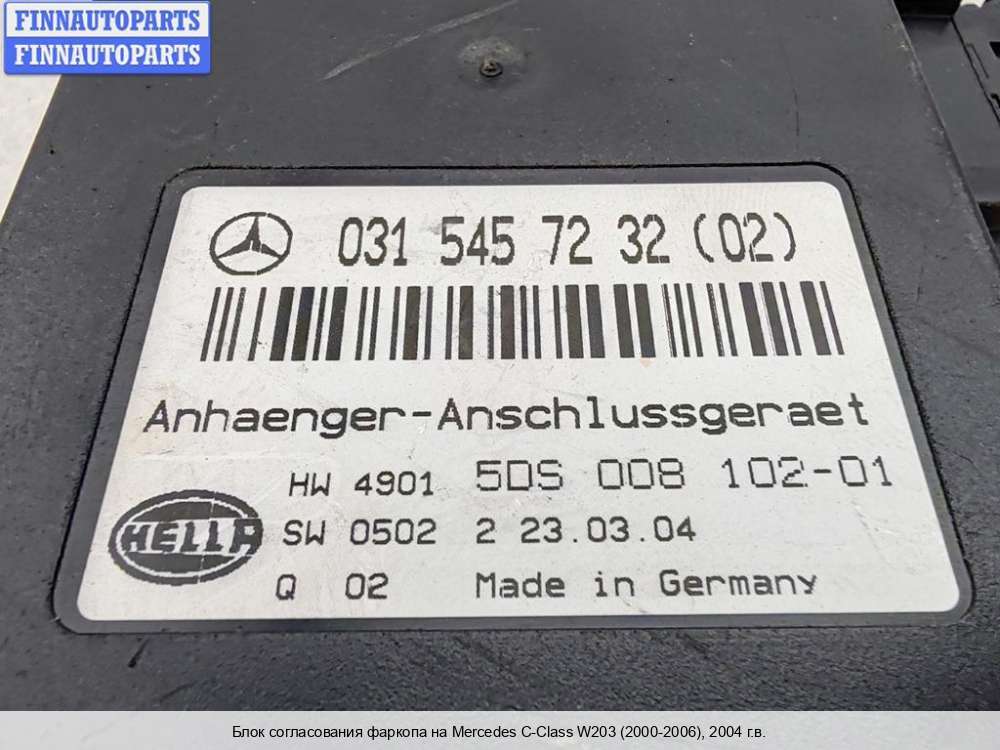 FINNAUTOPARTS
FINNAUTOPARTS
031 545 72 32 (02)
Anhaenger-Anschlussgeraet
HW 4901 5DS 008 102-01
HELLA
SW 0502 2 23.03.04
Q 02 Made in Germany
Блок согласования фаркопа на Mercedes C-Class W203 (2000-2006), 2004 г.в.